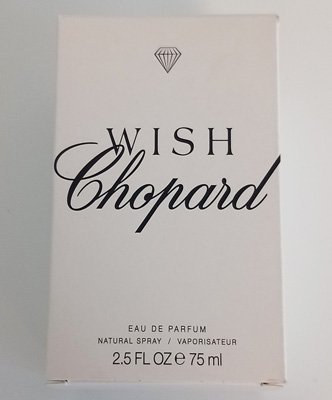 WISH
Chopard
EAU DE PARFUM
NATURAL SPRAY / VAPORISATEUR
2.5 FL OZ ℮ 75 ml